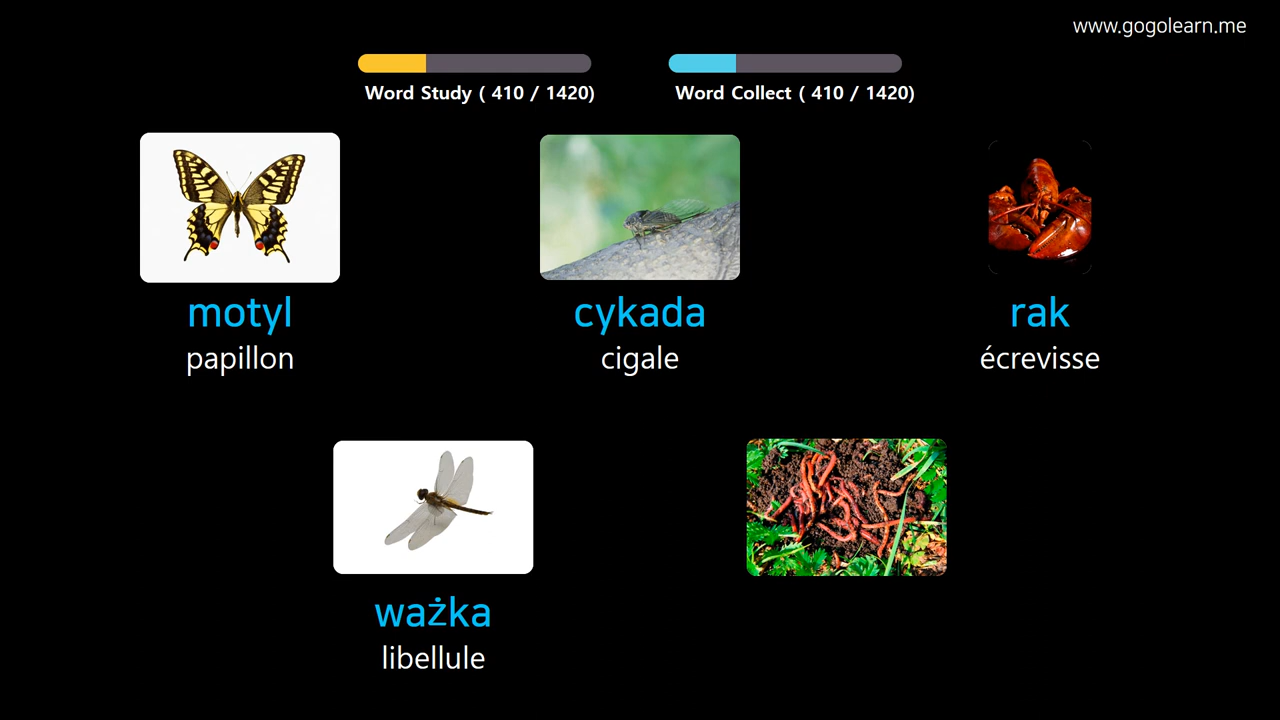 www.gogolearn.me
Word Study ( 410 / 1420)
Word Collect ( 410 / 1420)
motyl
papillon
cykada
cigale
rak
écrevisse
ważka
libellule